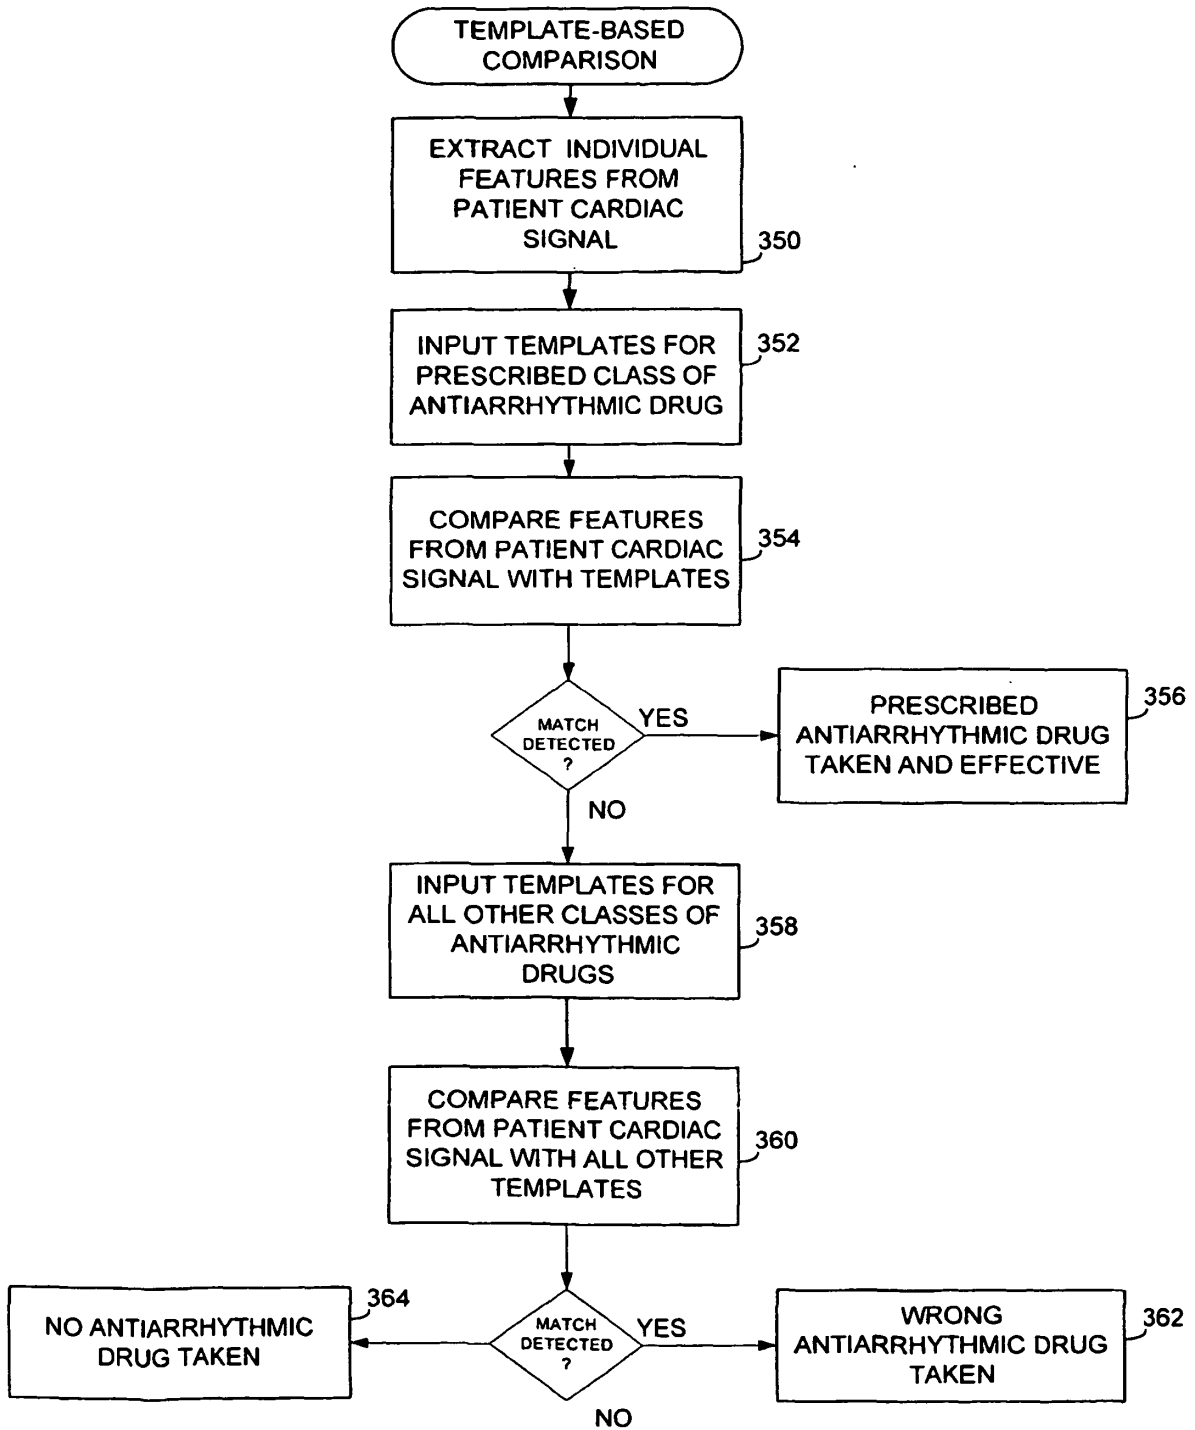 TEMPLATE-BASED
COMPARISON
EXTRACT INDIVIDUAL
FEATURES FROM
PATIENT CARDIAC
SIGNAL
350
INPUT TEMPLATES FOR
PRESCRIBED CLASS OF
ANTIARRHYTHMIC DRUG
352
COMPARE FEATURES
FROM PATIENT CARDIAC
SIGNAL WITH TEMPLATES
354
MATCH
DETECTED
?
YES
PRESCRIBED
ANTIARRHYTHMIC DRUG
TAKEN AND EFFECTIVE
356
NO
INPUT TEMPLATES FOR
ALL OTHER CLASSES OF
ANTIARRHYTHMIC
DRUGS
358
COMPARE FEATURES
FROM PATIENT CARDIAC
SIGNAL WITH ALL OTHER
TEMPLATES
360
NO ANTIARRHYTHMIC
DRUG TAKEN
364
MATCH
DETECTED
?
YES
WRONG
ANTIARRHYTHMIC DRUG
TAKEN
362
NO